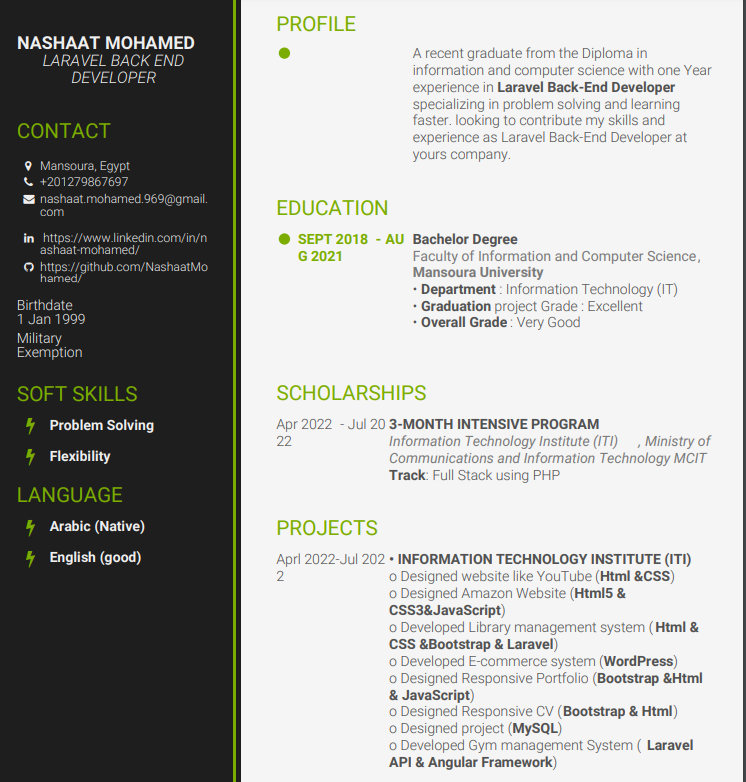 NASHAAT MOHAMED
LARAVEL BACK END
DEVELOPER
CONTACT
Mansoura, Egypt
+201279867697
nashaat.mohamed.969@gmail.
com
https://www.linkedin.com/in/n
ashaat-mohamed/
https://github.com/NashaatMo
hamed/
Birthdate
1 Jan 1999
Military
Exemption
SOFT SKILLS
Problem Solving
Flexibility
LANGUAGE
Arabic (Native)
English (good)
PROFILE
A recent graduate from the Diploma in
information and computer science with one Year
experience in Laravel Back-End Developer
specializing in problem solving and learning
faster. looking to contribute my skills and
experience as Laravel Back-End Developer at
yours company.
EDUCATION
SEPT 2018 - AU
G 2021
Bachelor Degree
Faculty of Information and Computer Science,
Mansoura University
• Department : Information Technology (IT)
• Graduation project Grade : Excellent
• Overall Grade : Very Good
SCHOLARSHIPS
Apr 2022 - Jul 20
22
3-MONTH INTENSIVE PROGRAM
Information Technology Institute (ITI) , Ministry of
Communications and Information Technology MCIT
Track: Full Stack using PHP
PROJECTS
Aprl 2022-Jul 202
2
• INFORMATION TECHNOLOGY INSTITUTE (ITI)
o Designed website like YouTube (Html &CSS)
o Designed Amazon Website (Html5 &
CSS3&JavaScript)
o Developed Library management system ( Html &
CSS &Bootstrap & Laravel)
o Developed E-commerce system (WordPress)
o Designed Responsive Portfolio (Bootstrap &Html
& JavaScript)
o Designed Responsive CV (Bootstrap & Html)
o Designed project (MySQL)
o Developed Gym management System ( Laravel
API & Angular Framework)